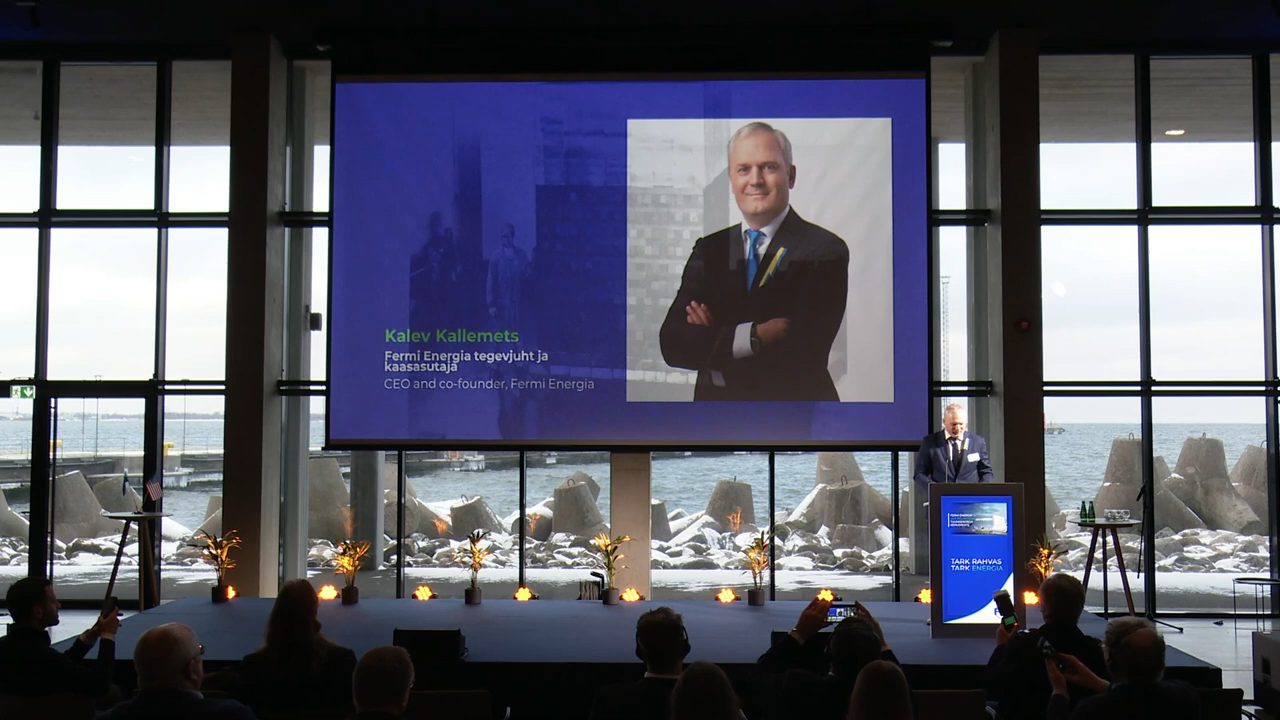 Kalev Kallemets
Fermi Energia tegevjuht ja
kaasasutaja
CEO and co-founder, Fermi Energia
TARK RAHVAS
TARK ENERGIA